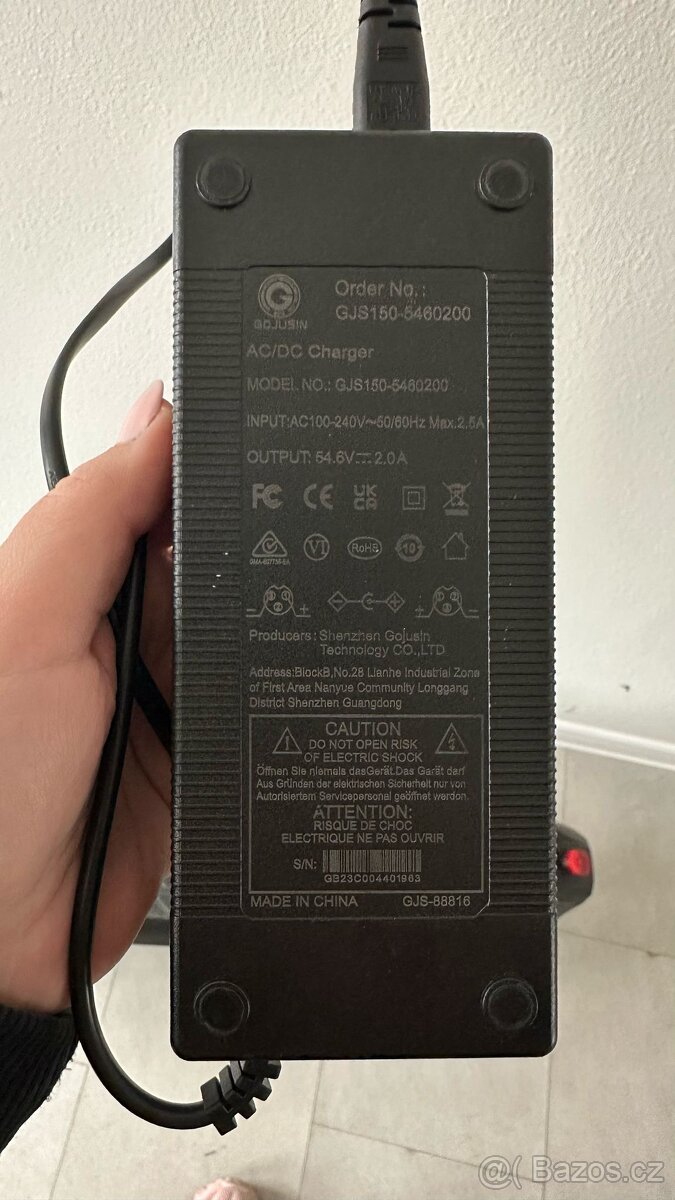 Order No.:
GJS150-5460200
GOJUSIN
AC/DC Charger
MODEL NO.: GJS150-5460200
INPUT:AC100-240V~50/60Hz Max.2.5A
OUTPUT: 54.6V⎓2.0A
FC CE UK CA
VI RoHS 10
Producers: Shenzhen Gojusin
Technology CO.,LTD
Address:BlockB,No.28 Lianhe Industrial Zone
of First Area Nanyue Community Longgang
District Shenzhen Guangdong
CAUTION
DO NOT OPEN RISK
OF ELECTRIC SHOCK
Öffnen Sie niemals dasGerät.Das Gerät darf
Aus Gründen der elektrischen Sicherheit nur von
Autorisiertem Servicepersonal geöffnet werden.
ATTENTION:
RISQUE DE CHOC
ELECTRIQUE NE PAS OUVRIR
S/N:
GB23C004401963
MADE IN CHINA GJS-88816
Bazos.cz